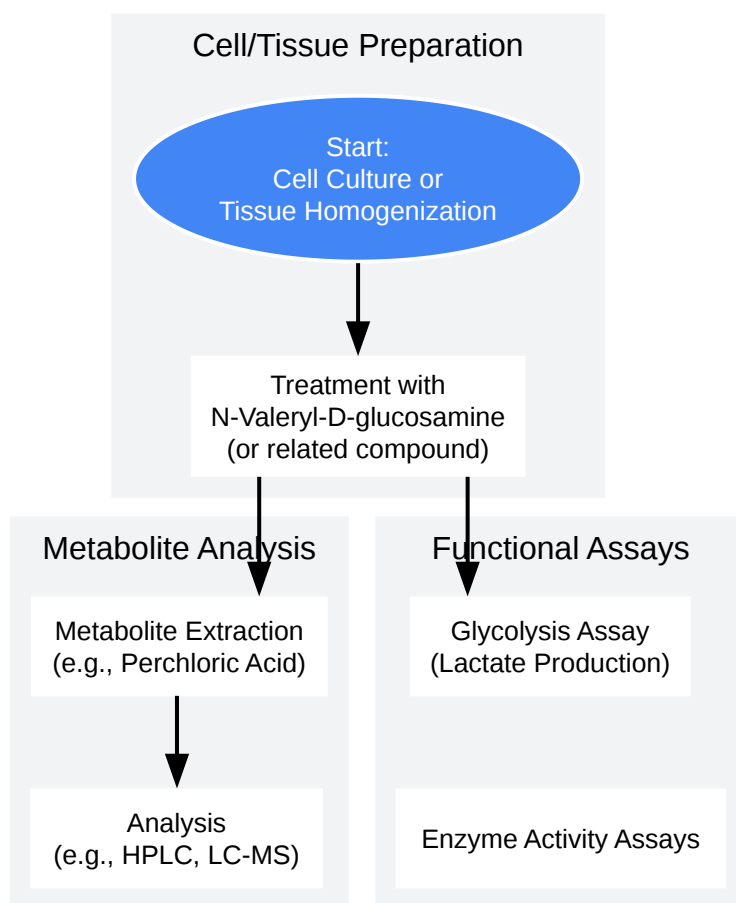 Cell/Tissue Preparation
Start:
Cell Culture or
Tissue Homogenization
Treatment with
N-Valeryl-D-glucosamine
(or related compound)
Metabolite Analysis
Metabolite Extraction
(e.g., Perchloric Acid)
Analysis
(e.g., HPLC, LC-MS)
Functional Assays
Glycolysis Assay
(Lactate Production)
Enzyme Activity Assays